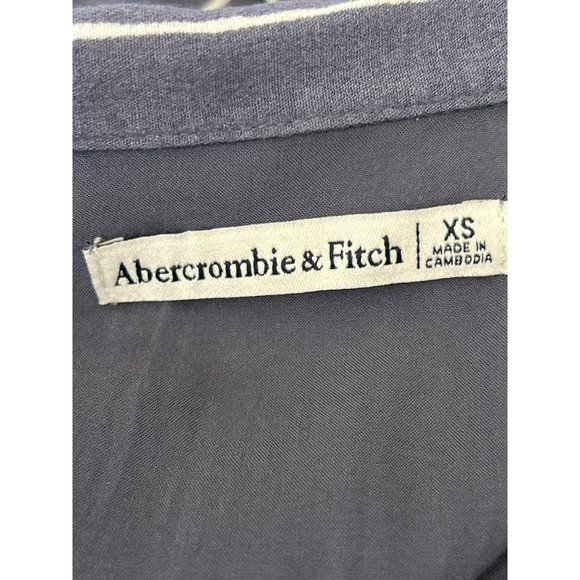 Abercrombie & Fitch
XS
MADE IN
CAMBODIA